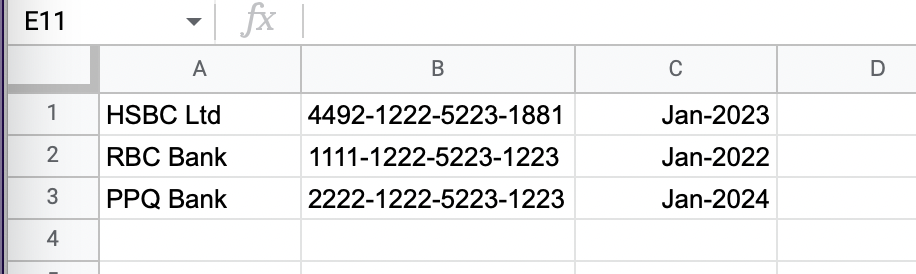 E11 fx
A B C D
1 HSBC Ltd 4492-1222-5223-1881 Jan-2023
2 RBC Bank 1111-1222-5223-1223 Jan-2022
3 PPQ Bank 2222-1222-5223-1223 Jan-2024
4